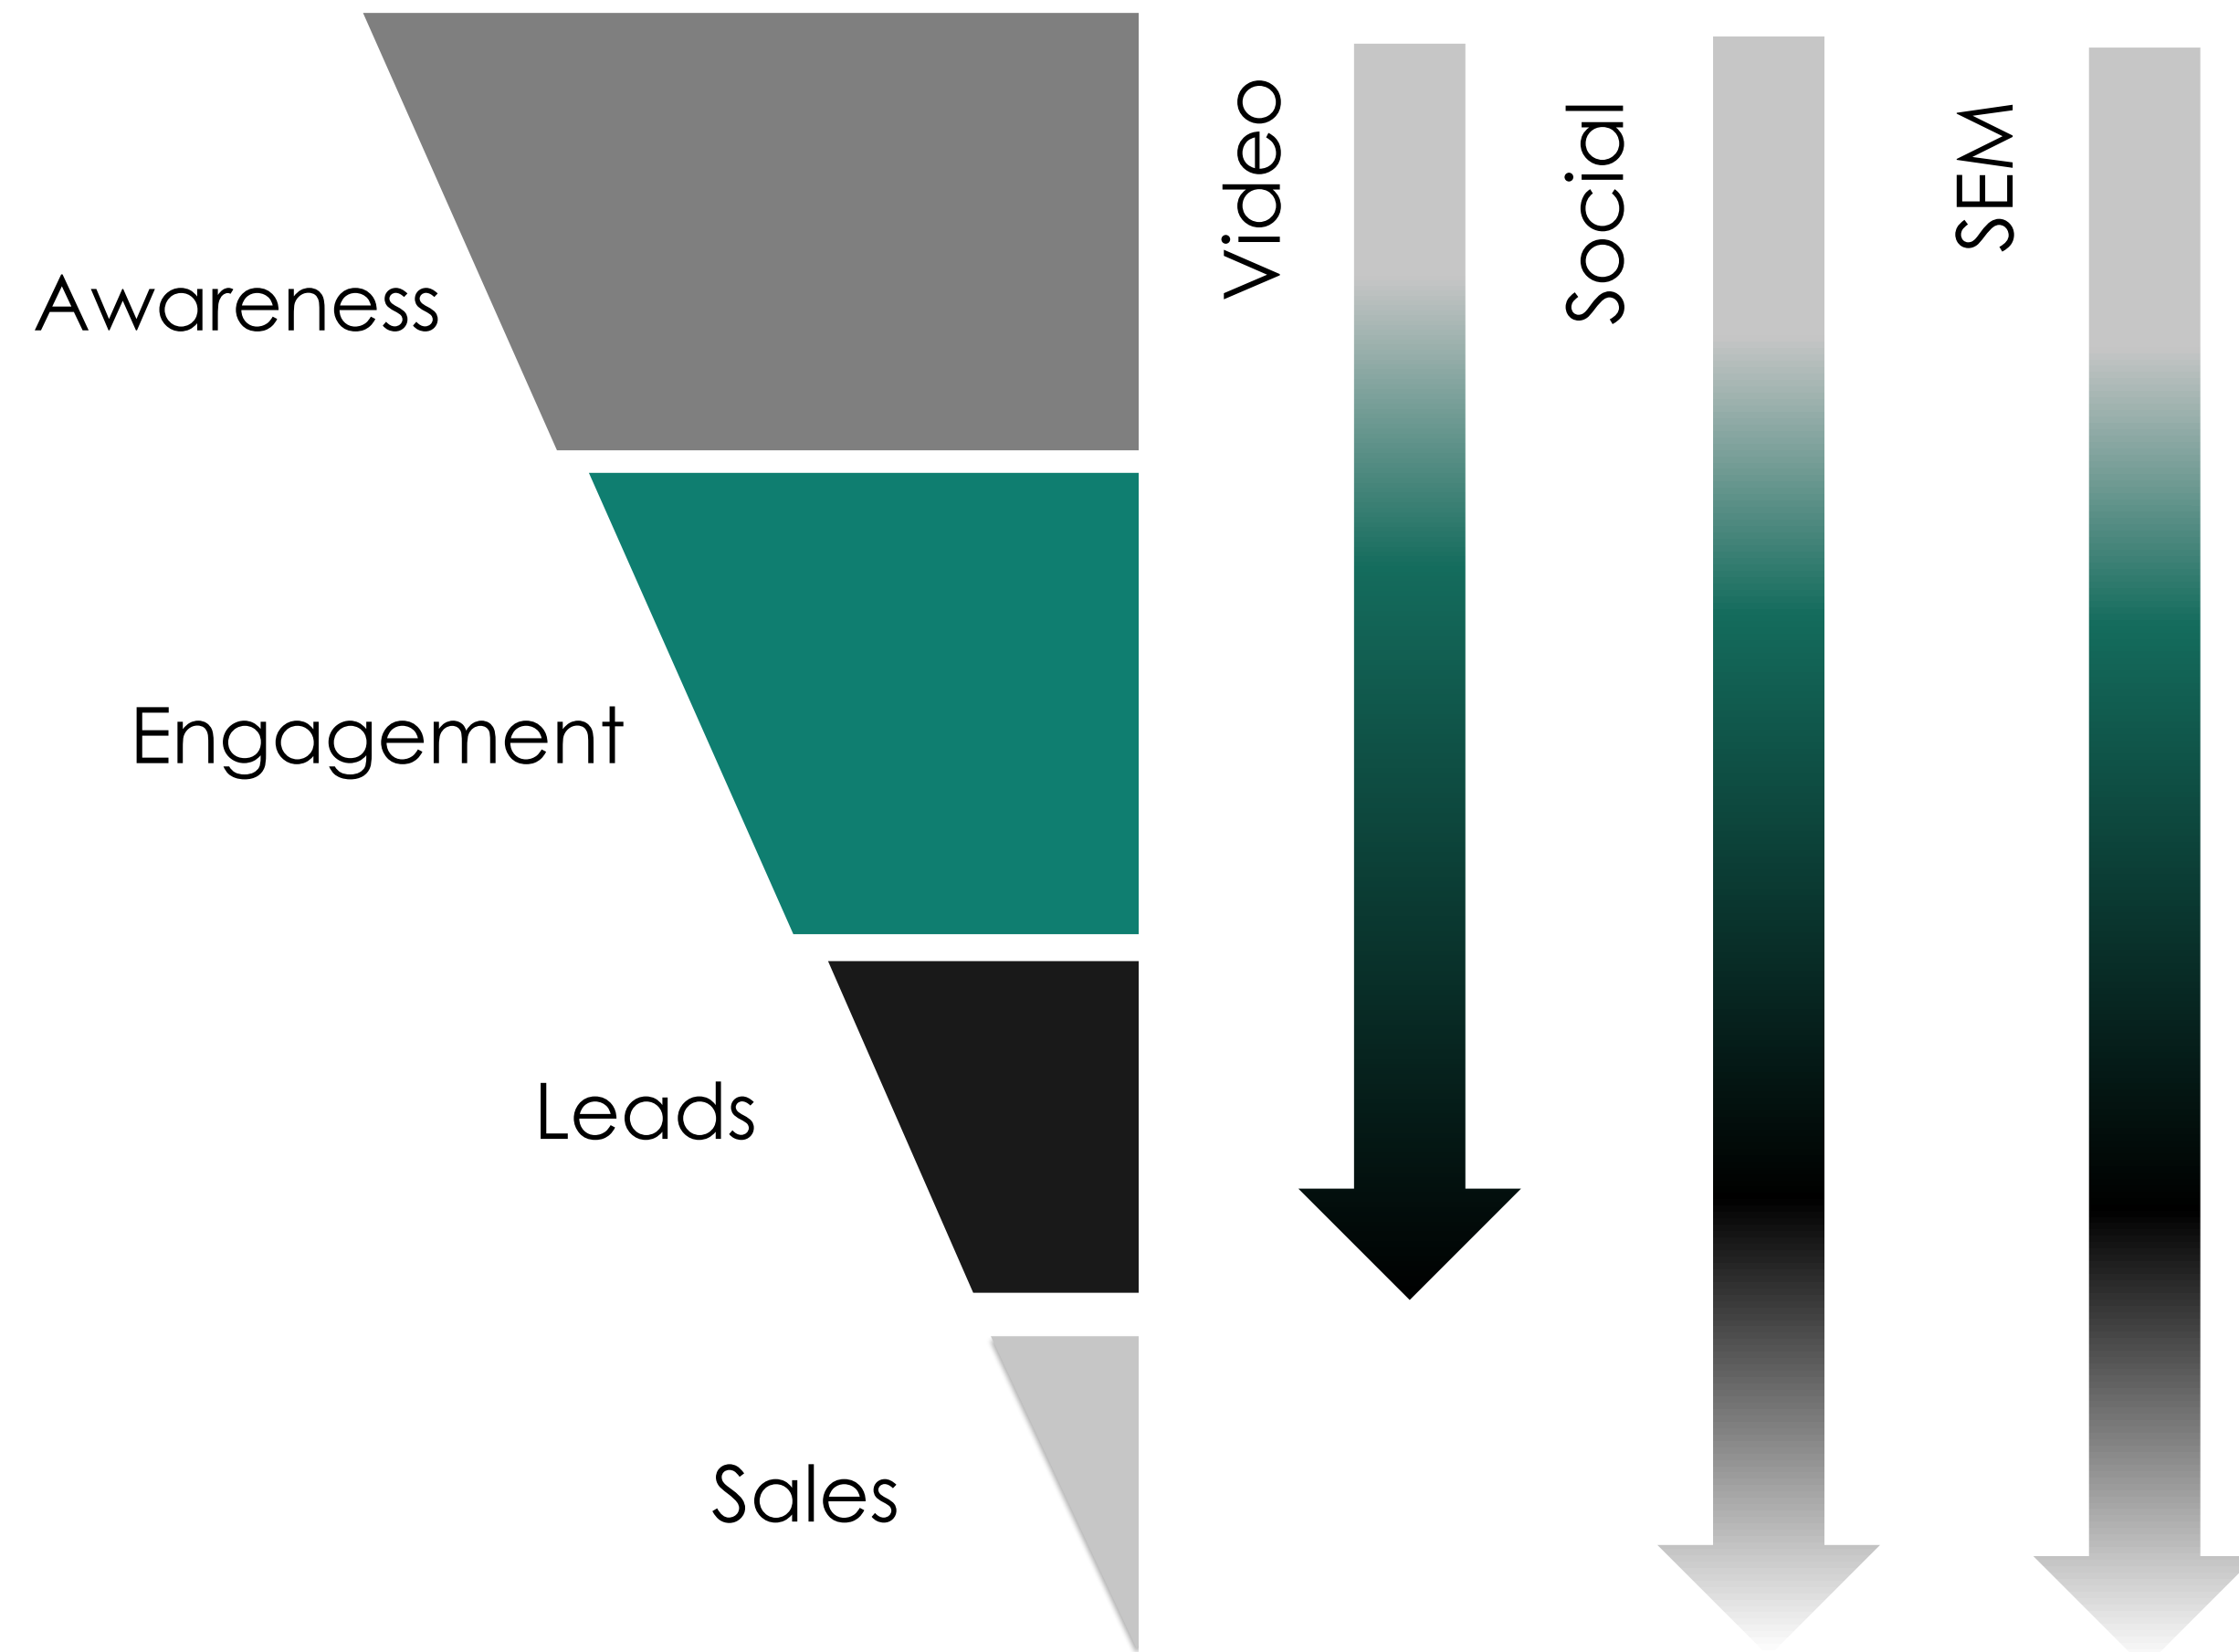 Awareness
Engagement
Leads
Sales
Video
Social
SEM